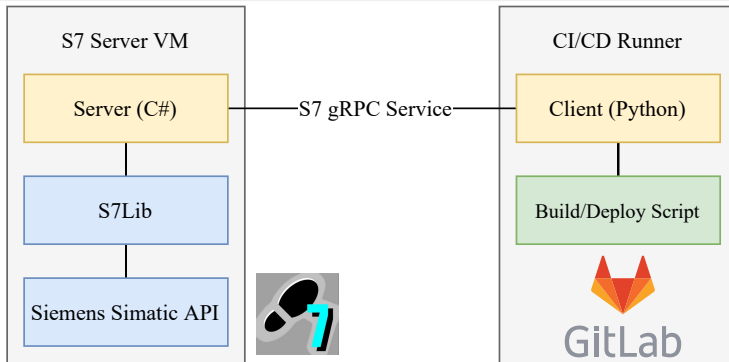 S7 Server VM
CI/CD Runner
Server (C#)
S7 gRPC Service
Client (Python)
S7Lib
Build/Deploy Script
Siemens Simatic API
7
GitLab